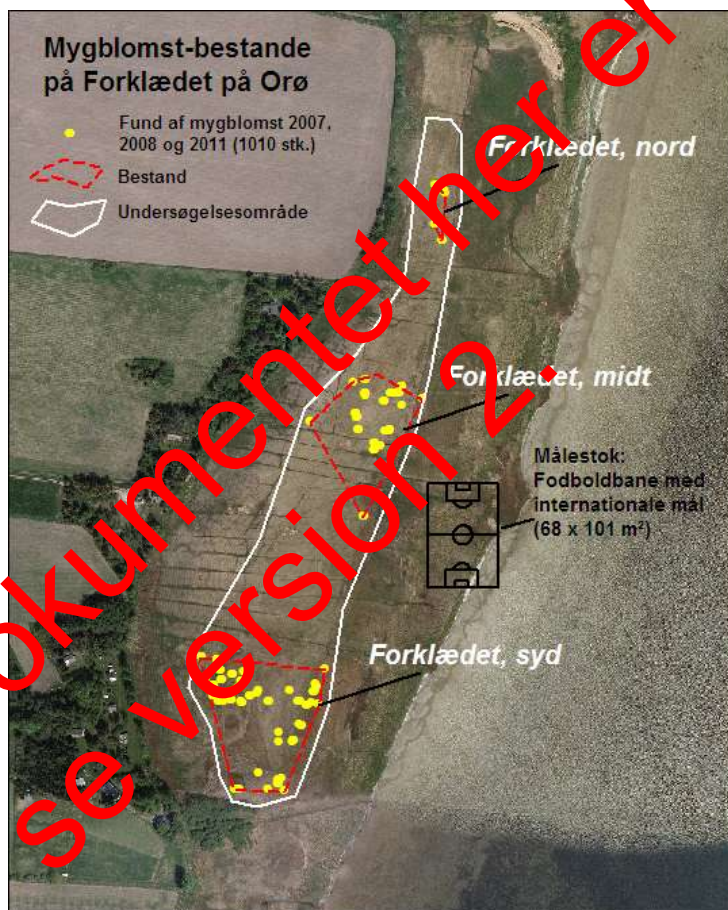 Mygblomst-bestande
på Forklædet på Orø
Fund af mygblomst 2007,
2008 og 2011 (1010 stk.)
Bestand
Undersøgelsesområde
Forklædet, nord
Forklædet, midt
Målestok:
Fodboldbane med
internationale mål
(68 x 101 m²)
Forklædet, syd
okumentet her er
se version 2.